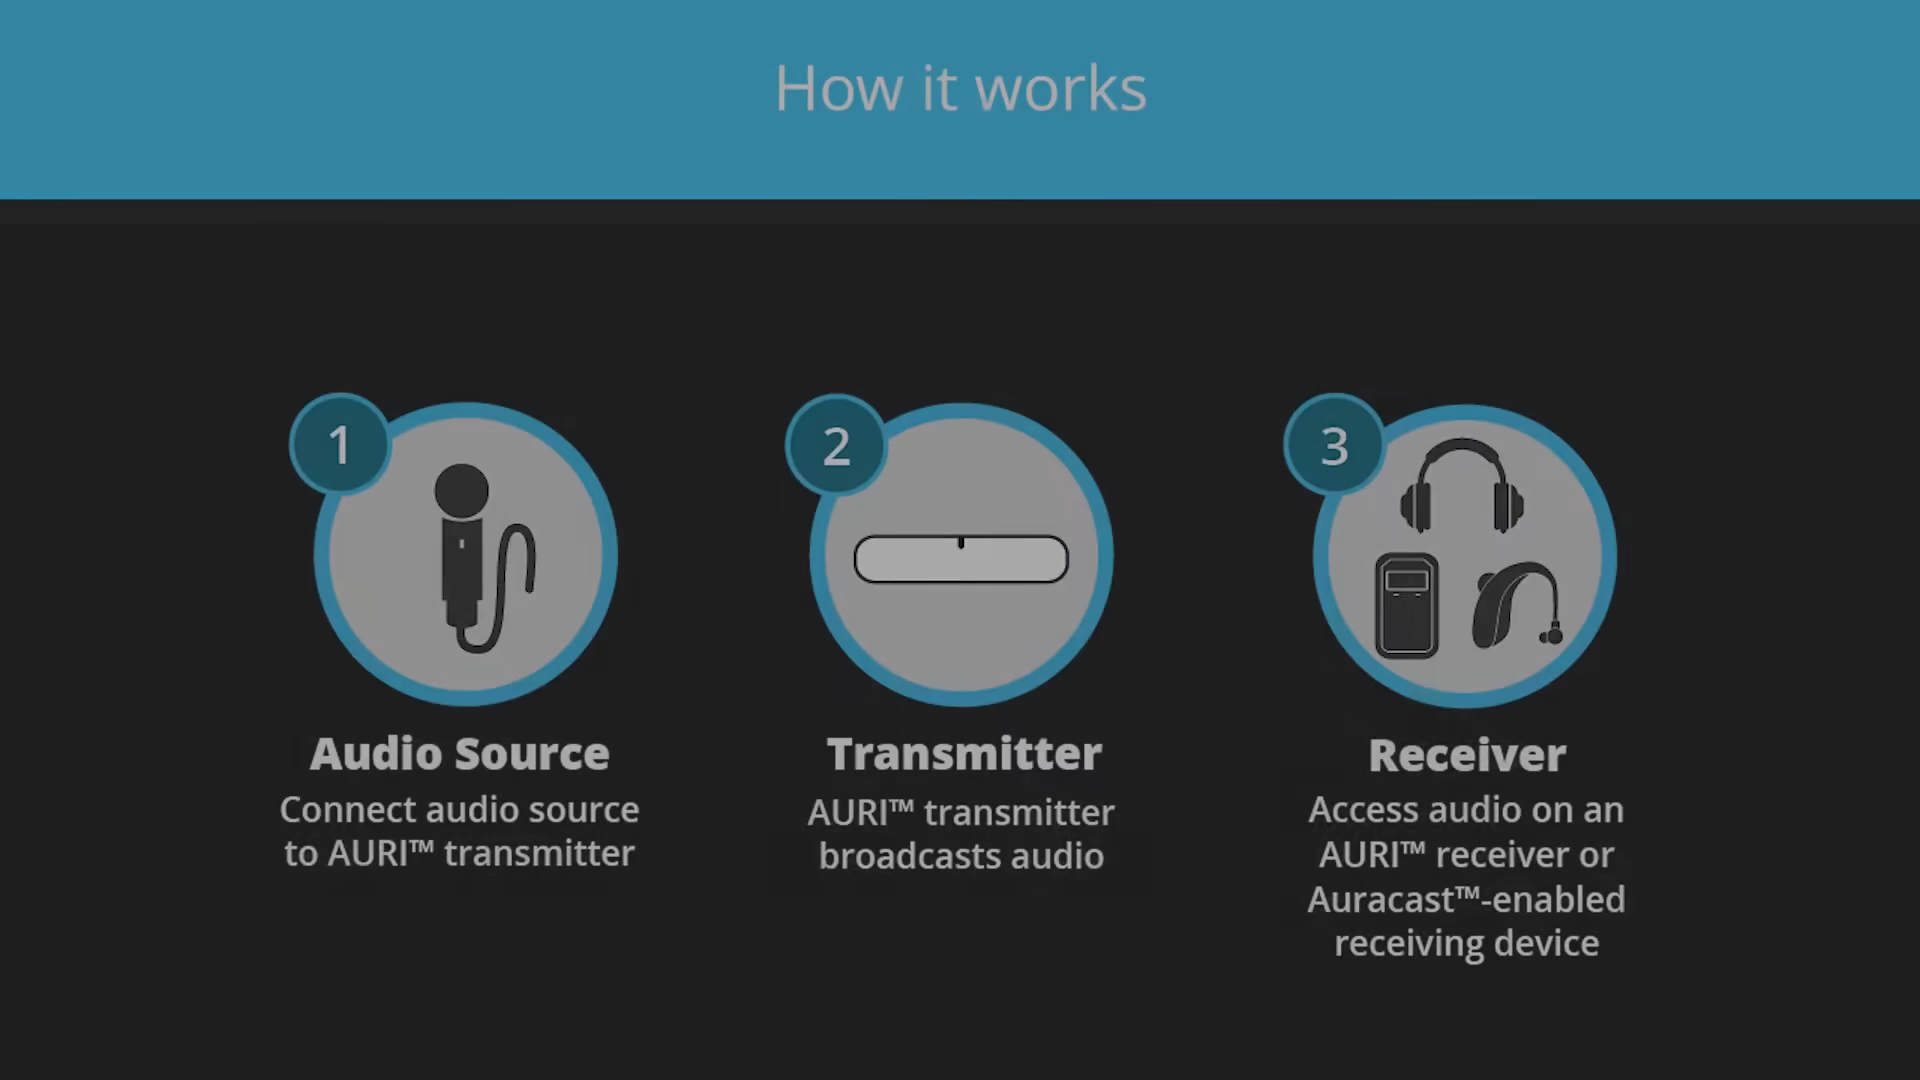 How it works
1
Audio Source
Connect audio source
to AURI™ transmitter
2
Transmitter
AURI™ transmitter
broadcasts audio
3
Receiver
Access audio on an
AURI™ receiver or
Auracast™-enabled
receiving device